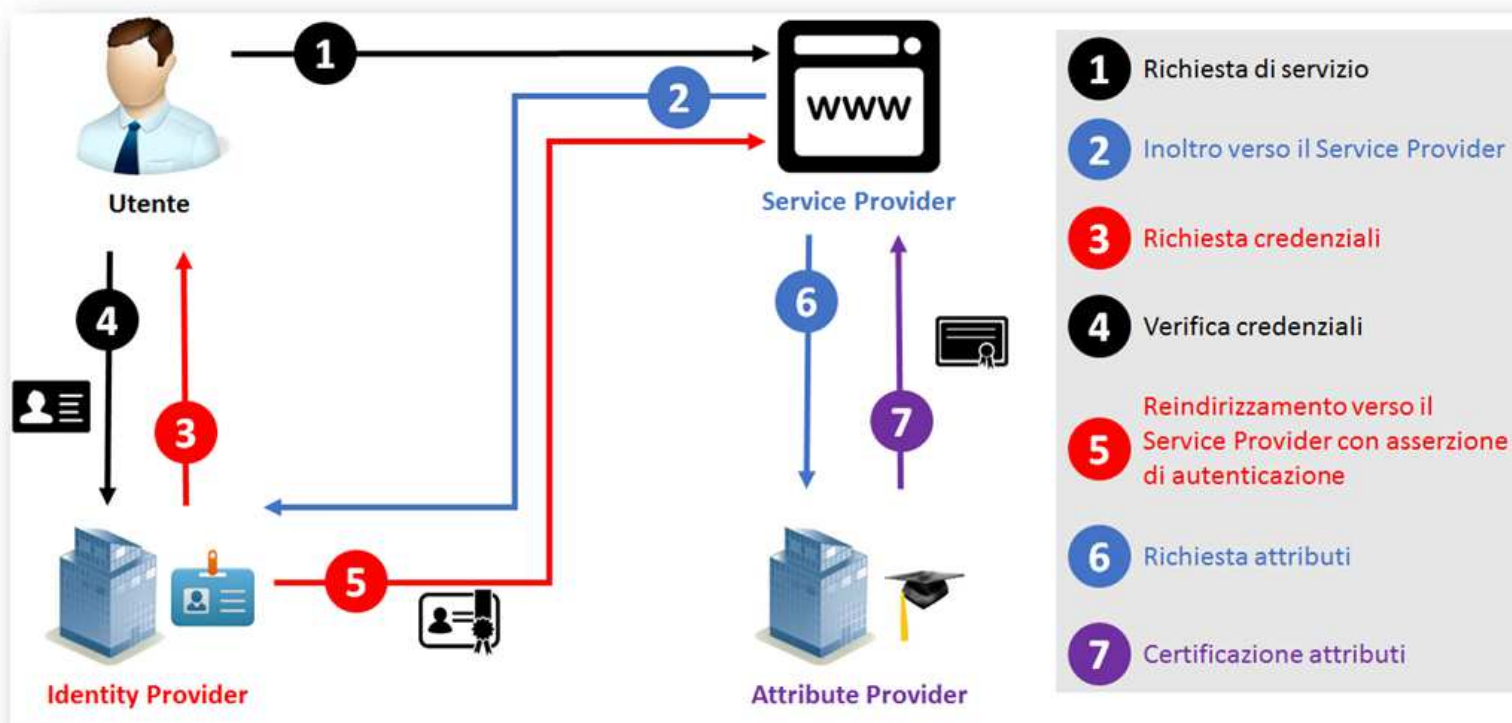 1
2
WWW
Utente
Service Provider
4
3
6
7
5
Identity Provider
Attribute Provider
1 Richiesta di servizio
2 Inoltro verso il Service Provider
3 Richiesta credenziali
4 Verifica credenziali
5 Reindirizzamento verso il
Service Provider con asserzione
di autenticazione
6 Richiesta attributi
7 Certificazione attributi